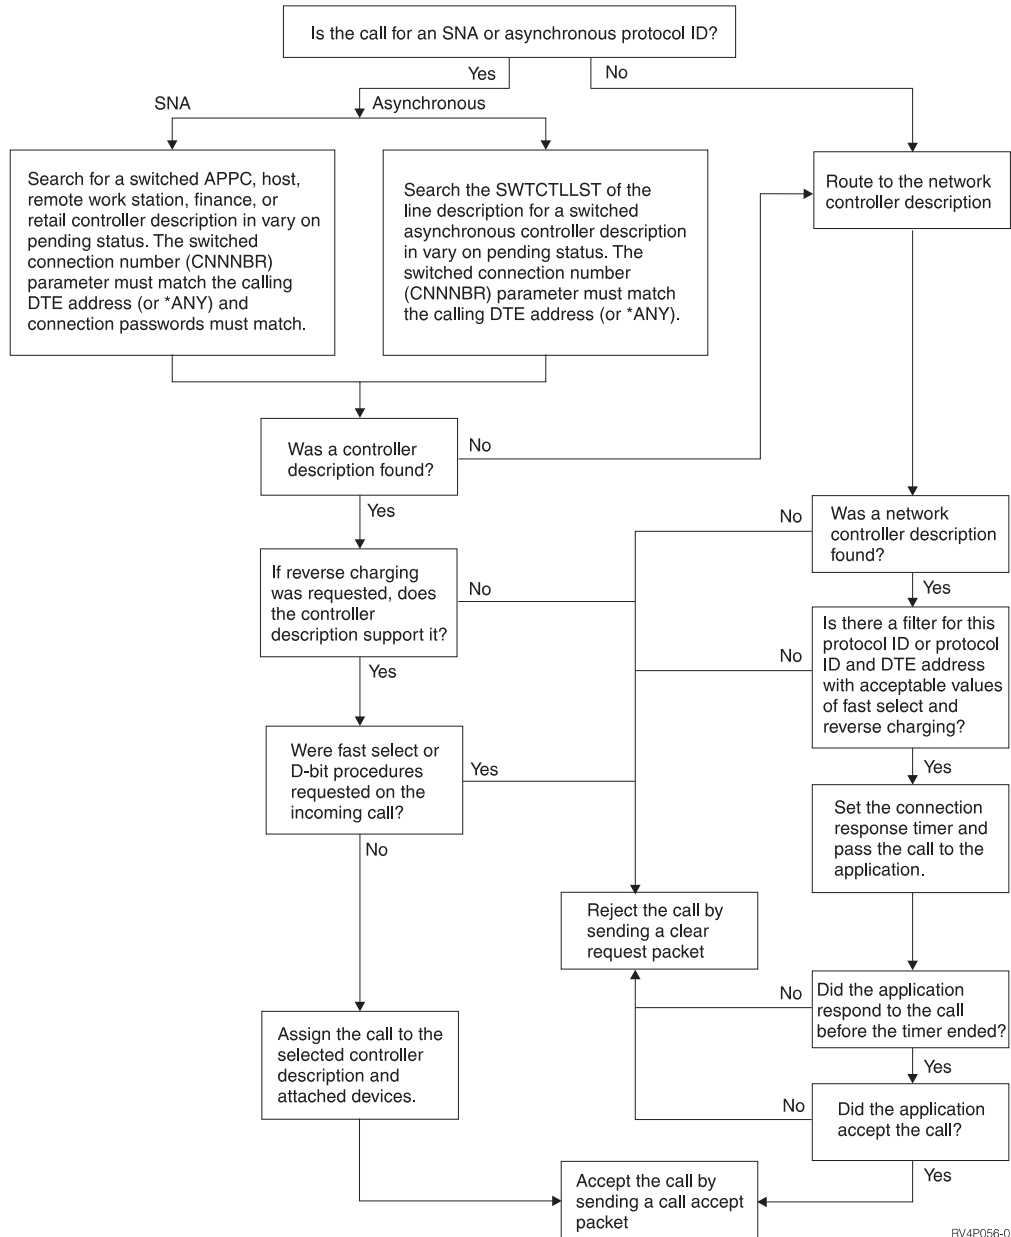 Is the call for an SNA or asynchronous protocol ID?
Yes
No
SNA
Asynchronous
Search for a switched APPC, host,
remote work station, finance, or
retail controller description in vary on
pending status. The switched
connection number (CNNNBR)
parameter must match the calling
DTE address (or *ANY) and
connection passwords must match.
Search the SWTCTLLST of the
line description for a switched
asynchronous controller description
in vary on pending status. The
switched connection number
(CNNNBR) parameter must match
the calling DTE address (or *ANY).
Route to the network
controller description
Was a controller
description found?
No
Yes
No
Was a network
controller description
found?
Yes
If reverse charging
was requested, does
the controller
description support it?
No
Yes
No
Is there a filter for this
protocol ID or protocol
ID and DTE address
with acceptable values
of fast select and
reverse charging?
Yes
Were fast select or
D-bit procedures
requested on the
incoming call?
Yes
No
Set the connection
response timer and
pass the call to the
application.
Reject the call by
sending a clear
request packet
No
Did the application
respond to the call
before the timer ended?
Yes
Assign the call to the
selected controller
description and
attached devices.
No
Did the application
accept the call?
Yes
Accept the call by
sending a call accept
packet
RV4P056-0